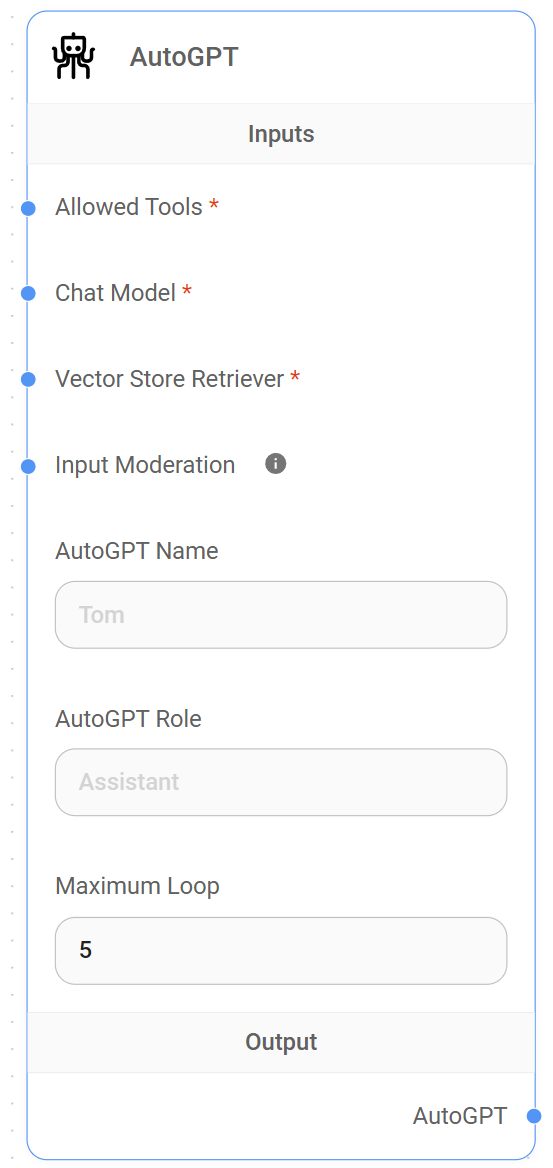 AutoGPT
Inputs
Allowed Tools *
Chat Model *
Vector Store Retriever *
Input Moderation
AutoGPT Name
Tom
AutoGPT Role
Assistant
Maximum Loop
5
Output
AutoGPT